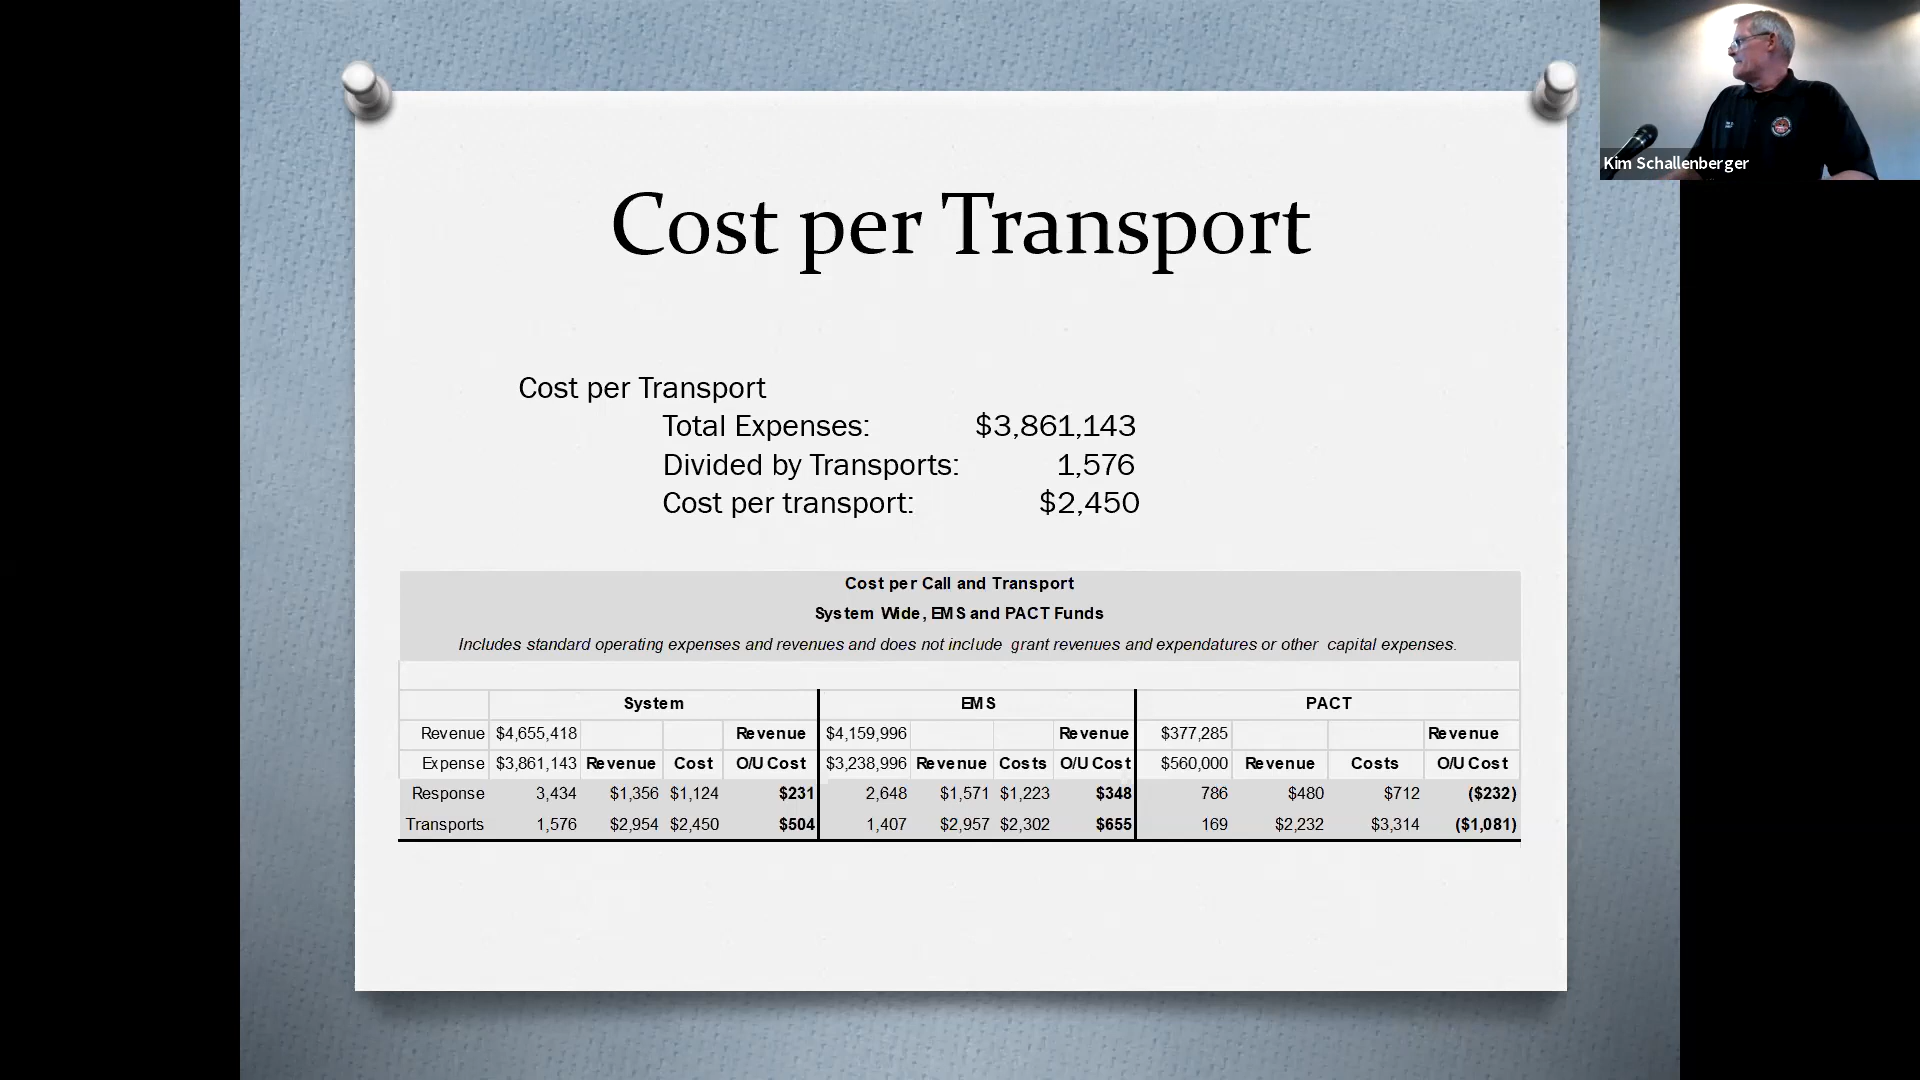 Kim Schallenberger
Cost per Transport
Cost per Transport
Total Expenses: $3,861,143
Divided by Transports: 1,576
Cost per transport: $2,450
Cost per Call and Transport
System Wide, EMS and PACT Funds
Includes standard operating expenses and revenues and does not include grant revenues and expendatures or other capital expenses.
System EMS PACT
Revenue $4,655,418 Revenue $4,159,996 Revenue $377,285 Revenue
Expense $3,861,143 Revenue Cost O/U Cost $3,238,996 Revenue Costs O/U Cost $560,000 Revenue Costs O/U Cost
Response 3,434 $1,356 $1,124 $231 2,648 $1,571 $1,223 $348 786 $480 $712 ($232)
Transports 1,576 $2,954 $2,450 $504 1,407 $2,957 $2,302 $655 169 $2,232 $3,314 ($1,081)